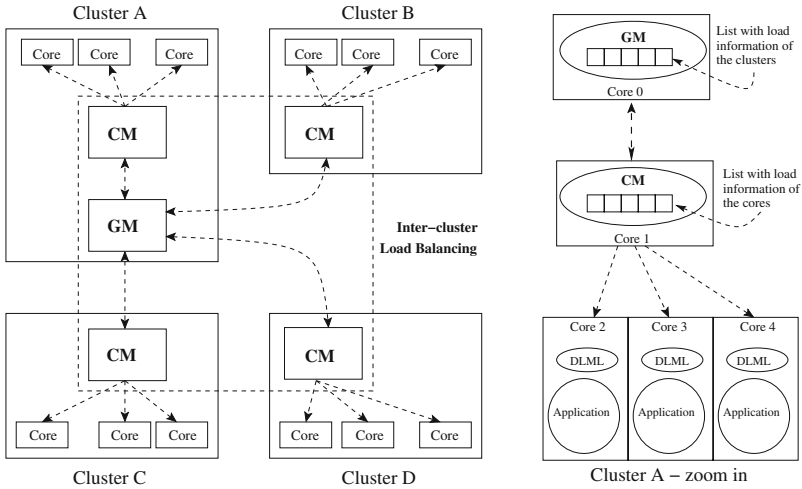 Cluster A
Core
Core
Core
CM
GM
Cluster B
Core
Core
Core
CM
Inter-cluster
Load Balancing
CM
Core
Core
Core
Cluster C
CM
Core
Core
Core
Cluster D
GM
Core 0
List with load
information of
the clusters
CM
Core 1
List with load
information of
the cores
Core 2
Core 3
Core 4
DLML
DLML
DLML
Application
Application
Application
Cluster A – zoom in